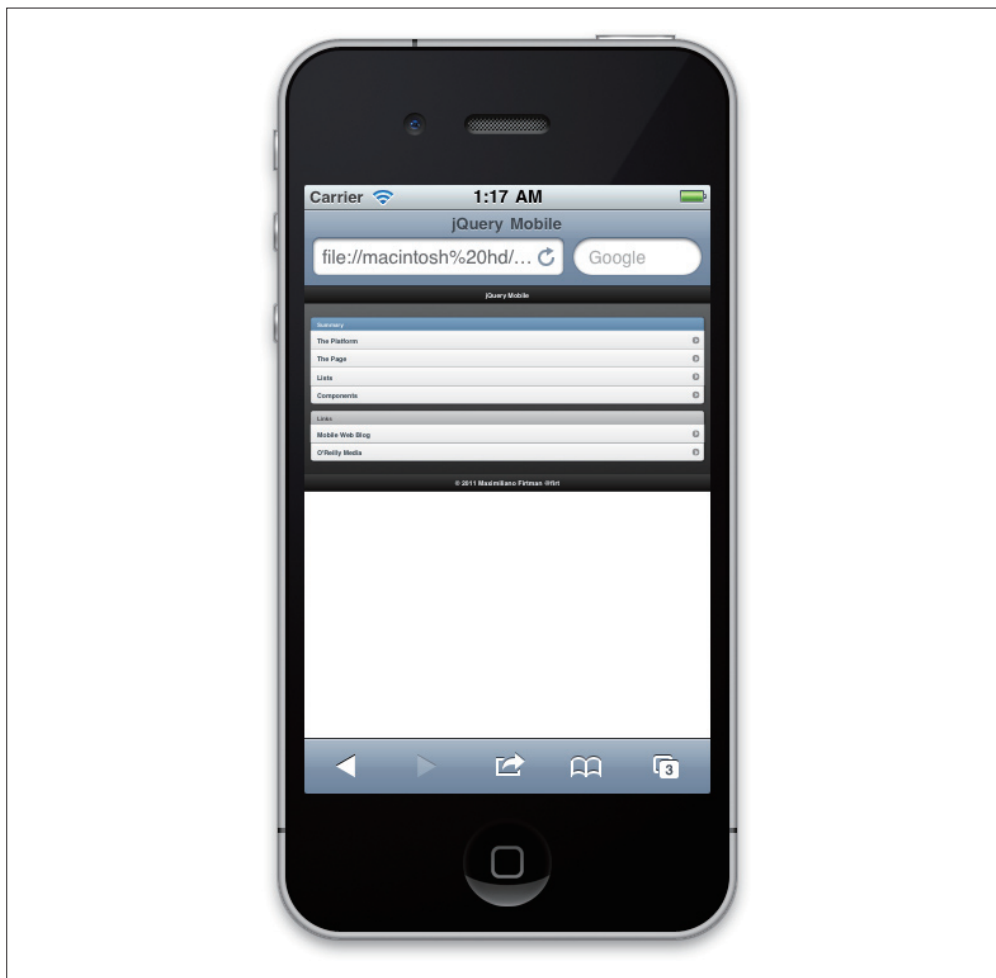 Carrier 1:17 AM
jQuery Mobile
file://macintosh%20hd/... Google
jQuery Mobile
Summary
The Platform
The Page
Lists
Components
Links
Mobile Web Blog
O'Reilly Media
© 2011 Maximiliano Firtman @firt
3